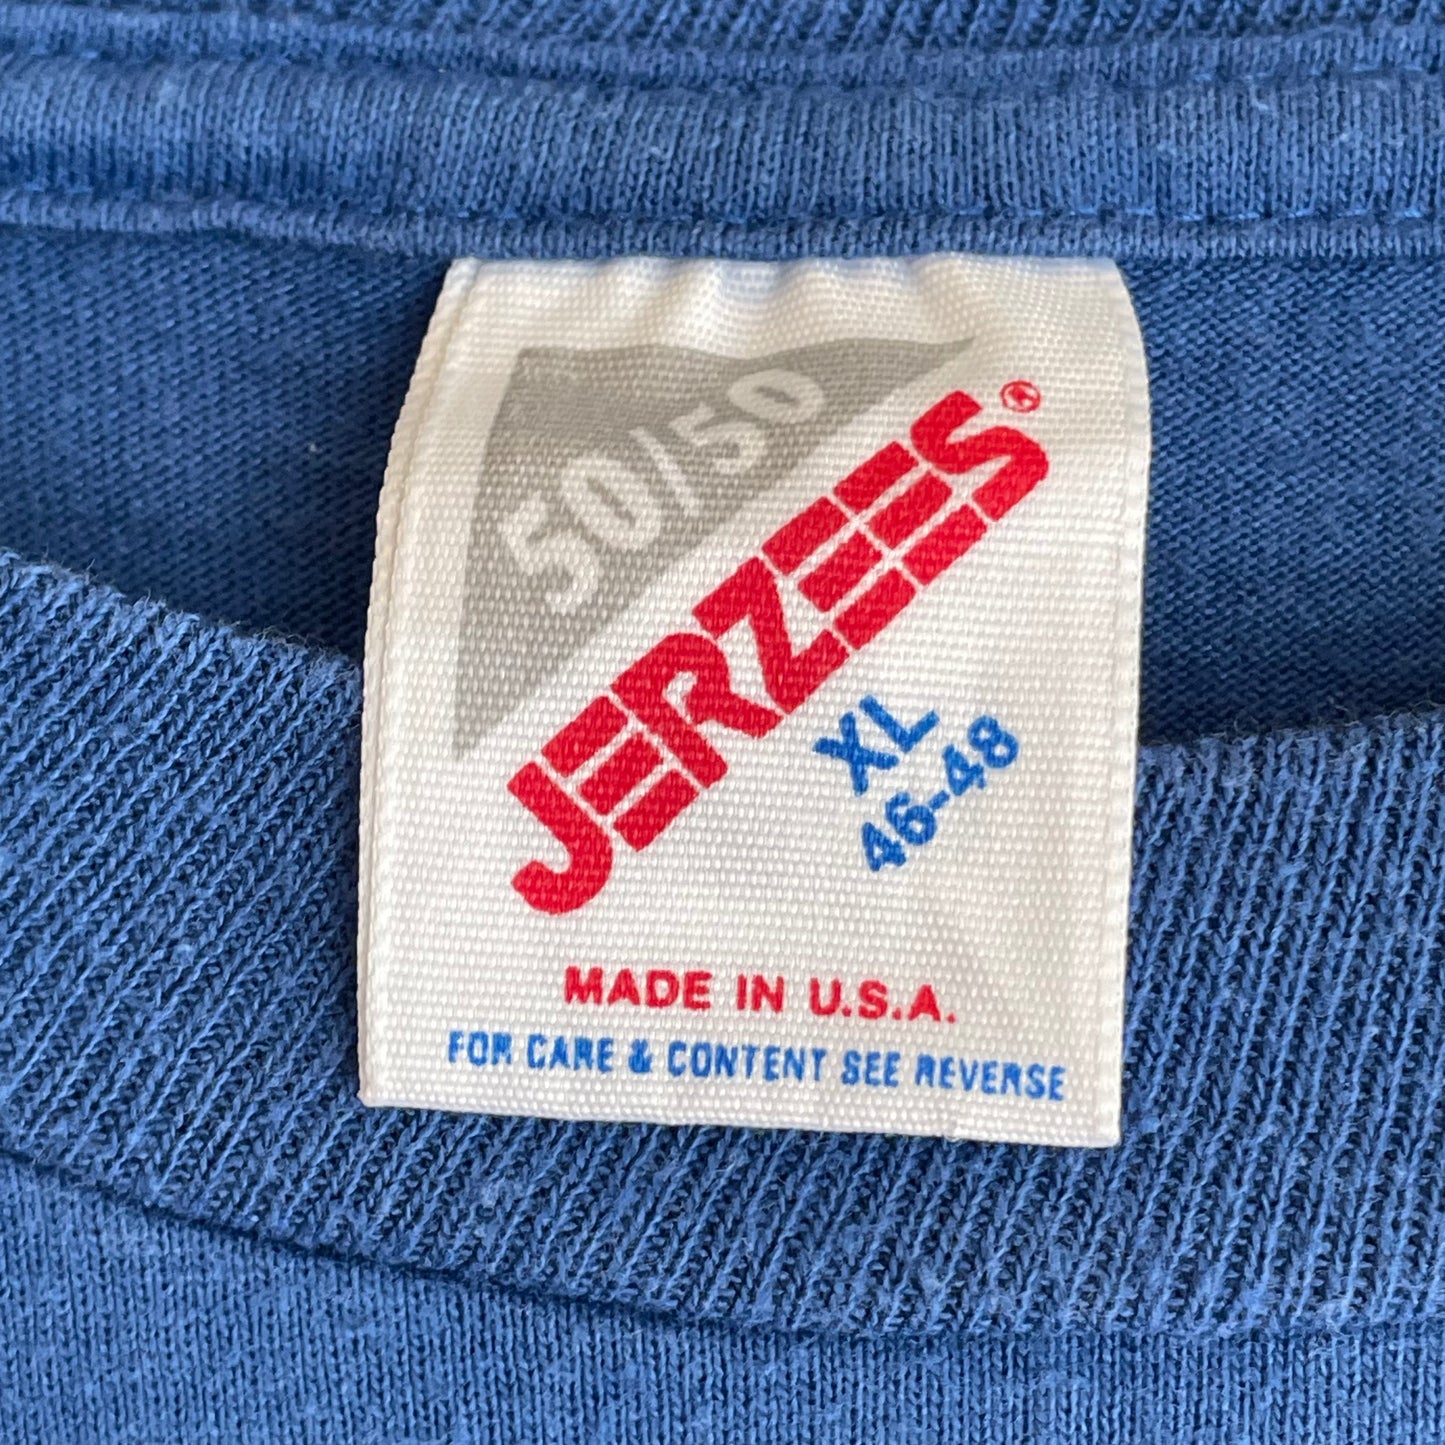 50/50
JERZEES®
XL
46-48
MADE IN U.S.A.
FOR CARE & CONTENT SEE REVERSE